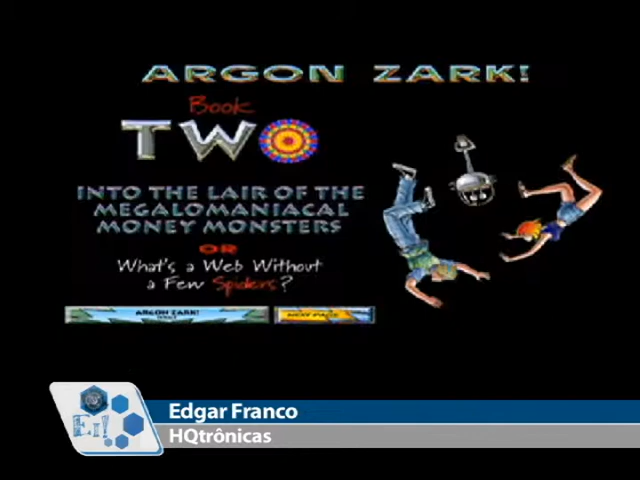 ARGON ZARK!
Book
TWO
INTO THE LAIR OF THE
MEGALOMANIACAL
MONEY MONSTERS
OR
What's a Web Without
a Few Spiders?
ARGON ZARK!
NEXT PAGE
Edgar Franco
HQtrônicas